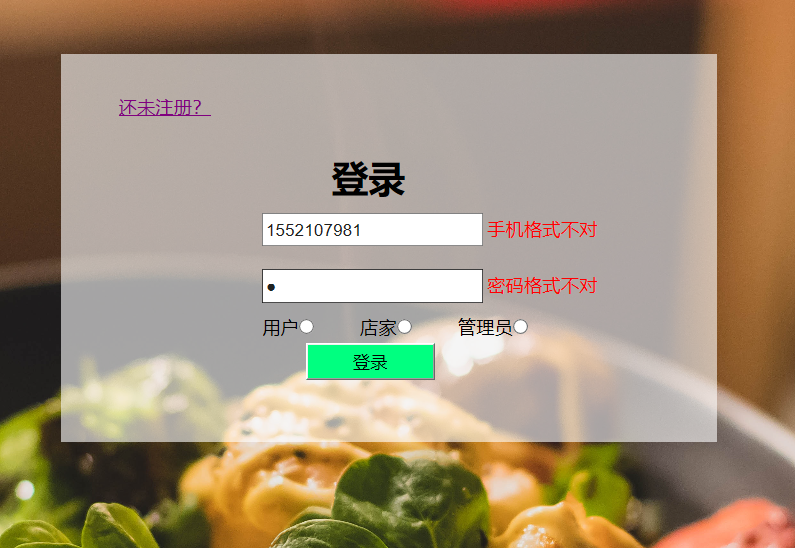 还未注册？
登录
1552107981 手机格式不对
● 密码格式不对
用户 店家 管理员
登录